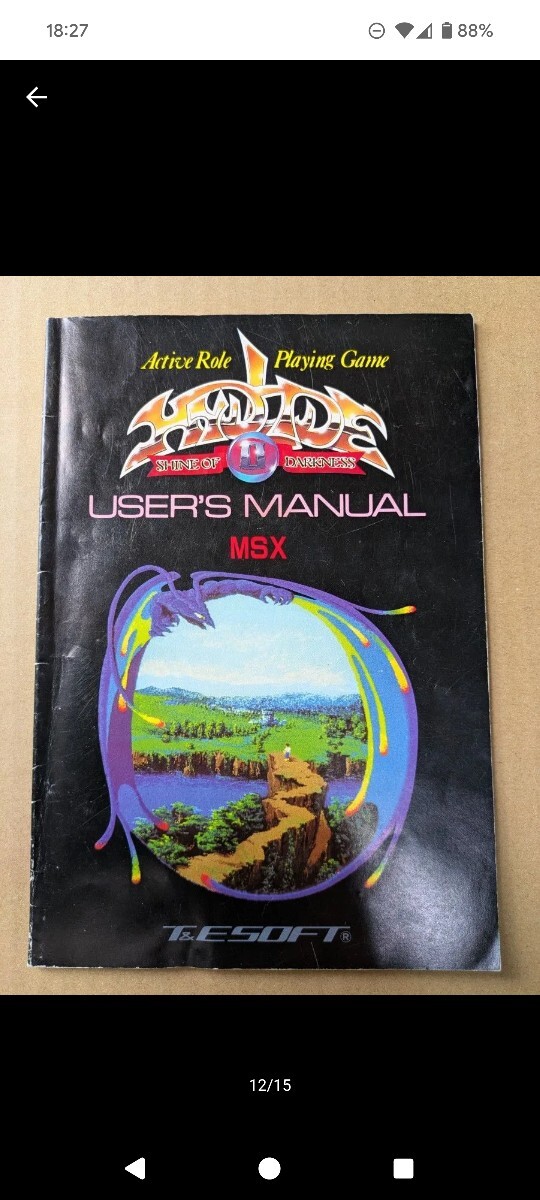 18:27
88%
Active Role Playing Game
HYDLIDE
II
SHINE OF DARKNESS
USER'S MANUAL
MSX
T&ESOFT®
12/15